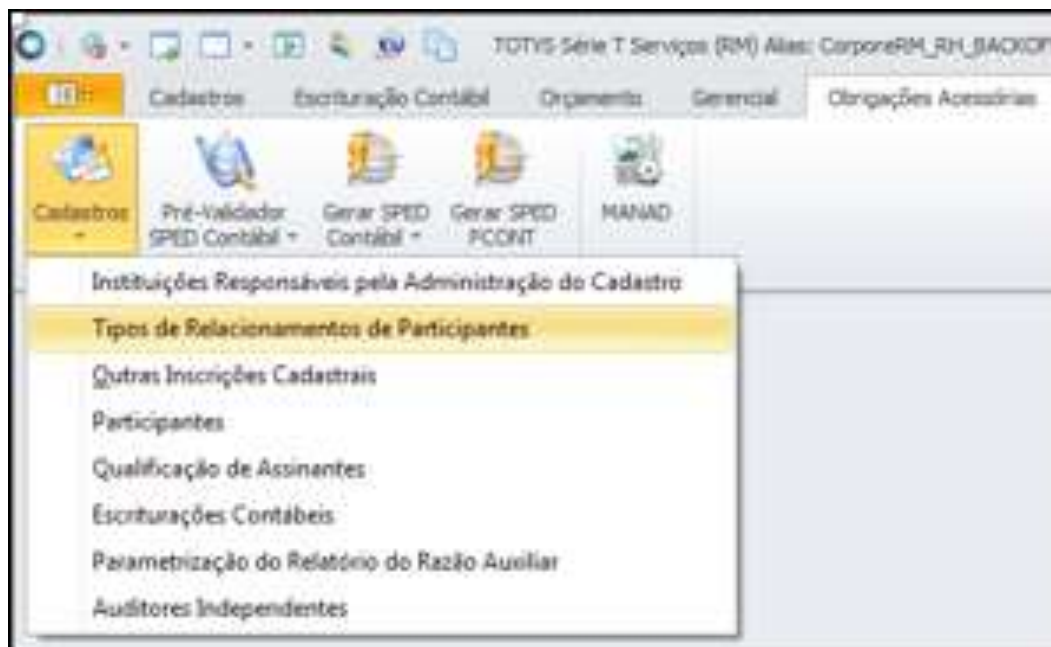 TOTVS Série T Serviços (RM) Alias: CorporeRM_RH_BACKOF
Cadastros Escrituração Contábil Orçamento Gerencial Obrigações Acessórias
Cadastros Pré-Validador SPED Contábil Gerar SPED Contábil Gerar SPED FCONT MANAD
Instituições Responsáveis pela Administração do Cadastro
Tipos de Relacionamentos de Participantes
Outras Inscrições Cadastrais
Participantes
Qualificação de Assinantes
Escriturações Contábeis
Parametrização do Relatório do Razão Auxiliar
Auditores Independentes